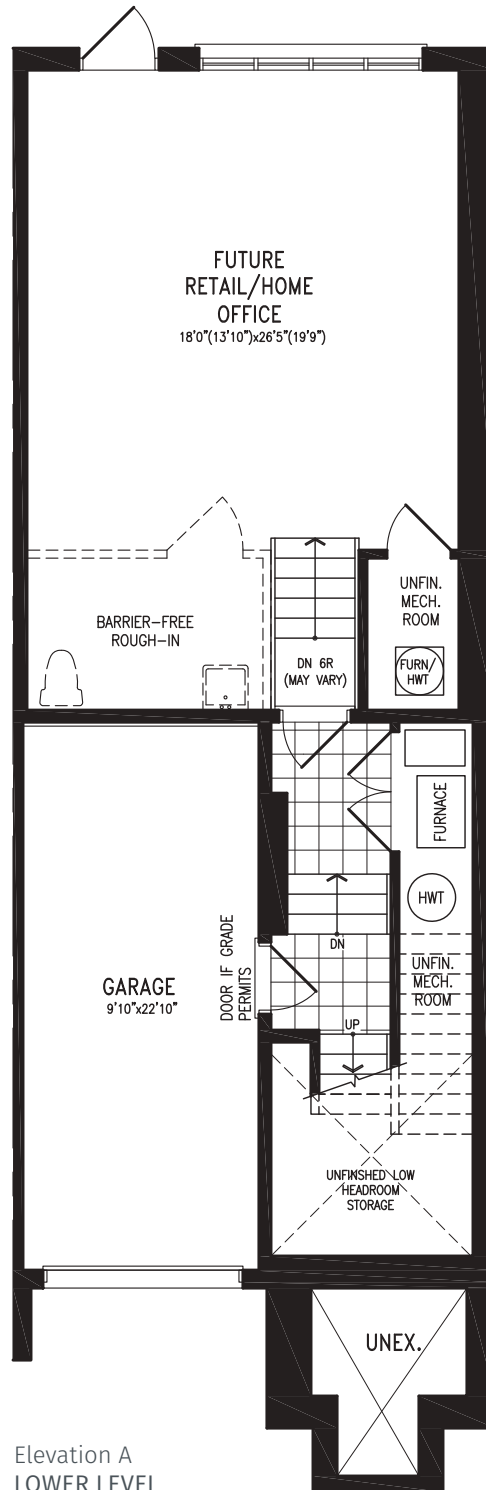 FUTURE
RETAIL/HOME
OFFICE
18'0"(13'10")x26'5"(19'9")
BARRIER-FREE
ROUGH-IN
DN 6R
(MAY VARY)
UNFIN.
MECH.
ROOM
FURN/
HWT
FURNACE
HWT
DN
UNFIN.
MECH.
ROOM
GARAGE
9'10"x22'10"
DOOR IF GRADE
PERMITS
UP
UNFINISHED LOW
HEADROOM
STORAGE
UNEX.
Elevation A
LOWER LEVEL